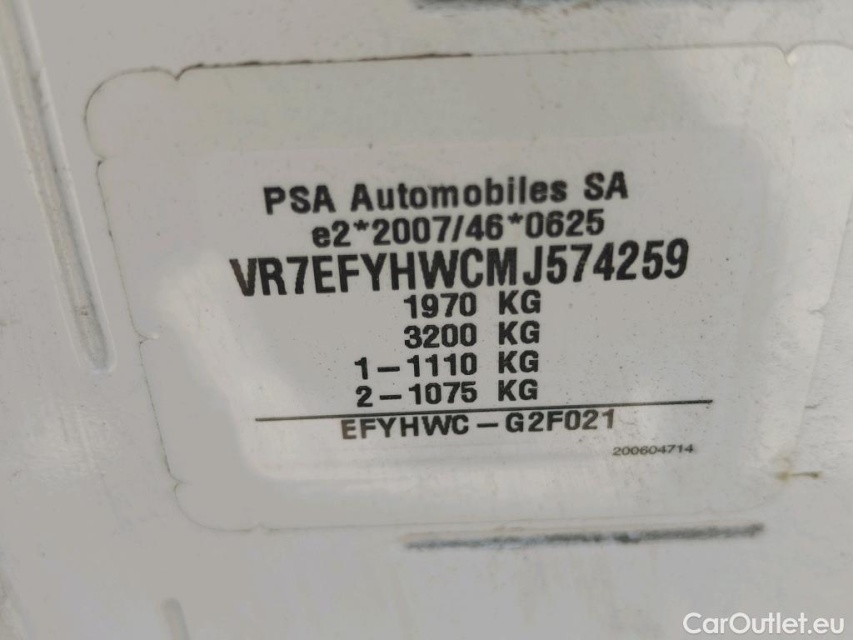 PSA Automobiles SA
e2*2007/46*0625
VR7EFYHWCMJ574259
1970 KG
3200 KG
1-1110 KG
2-1075 KG
EFYHWC-G2F021
200604714
CarOutlet.eu